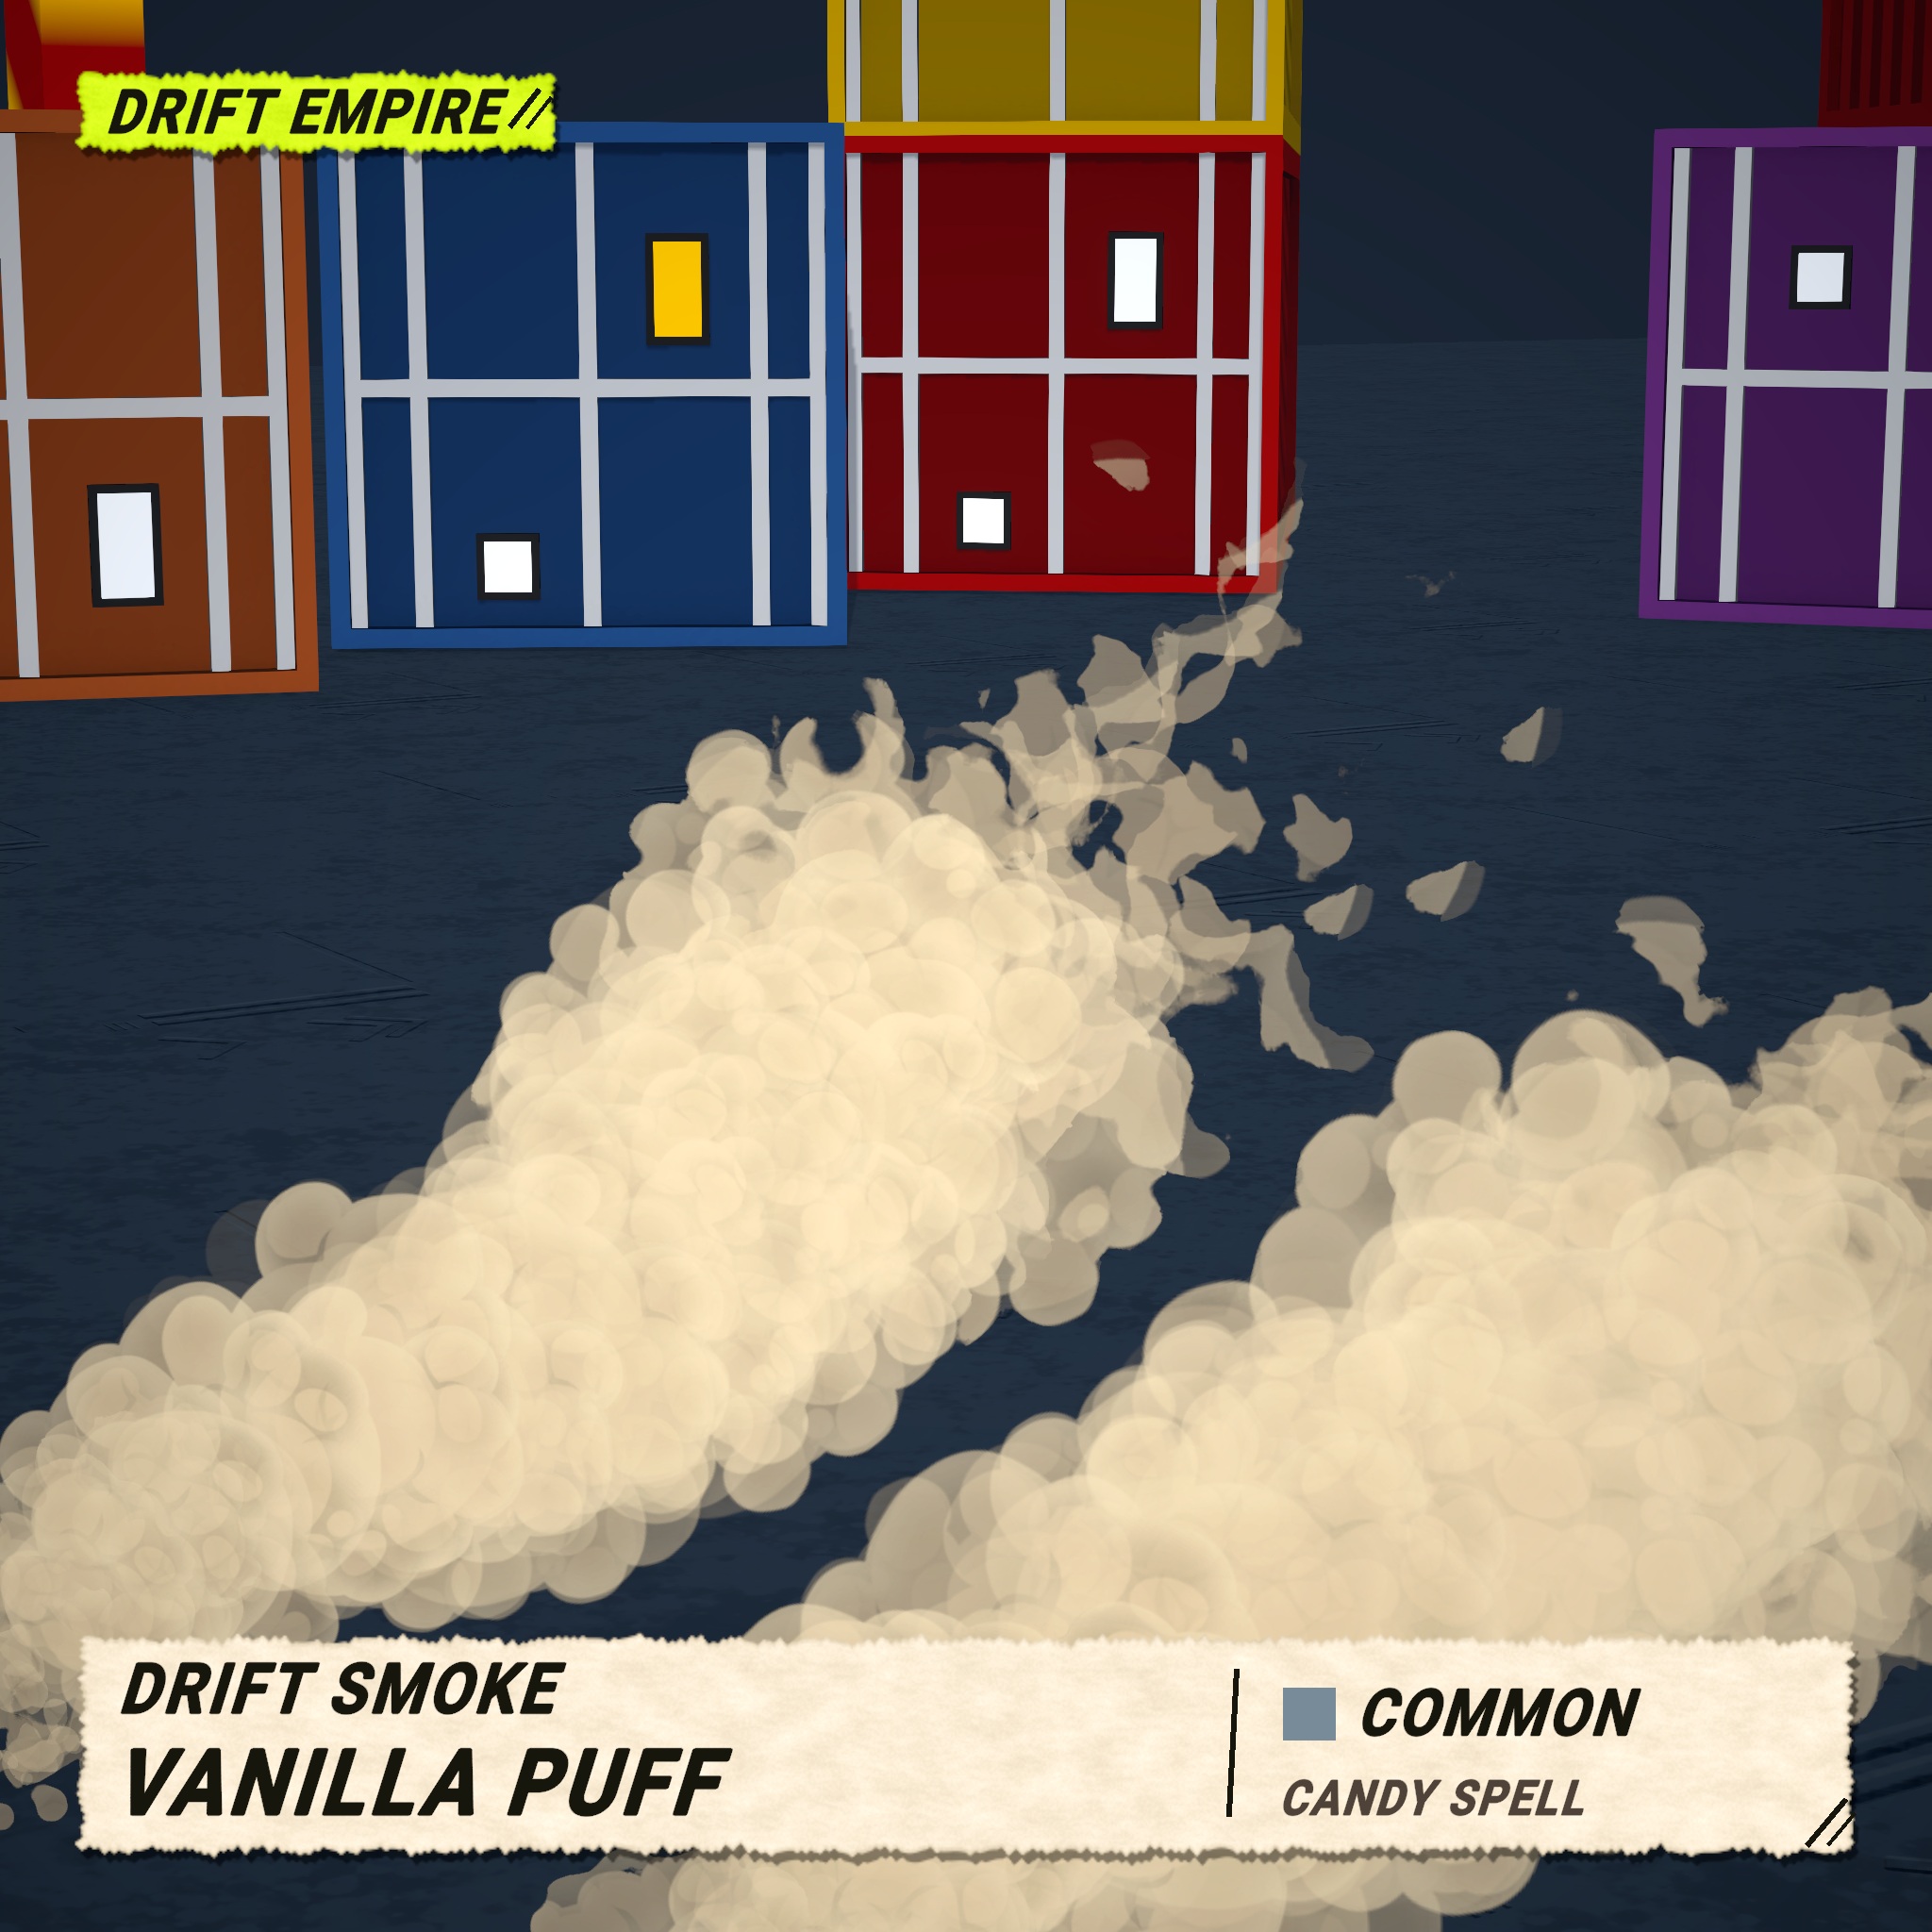 DRIFT EMPIRE//
DRIFT SMOKE
VANILLA PUFF
COMMON
CANDY SPELL